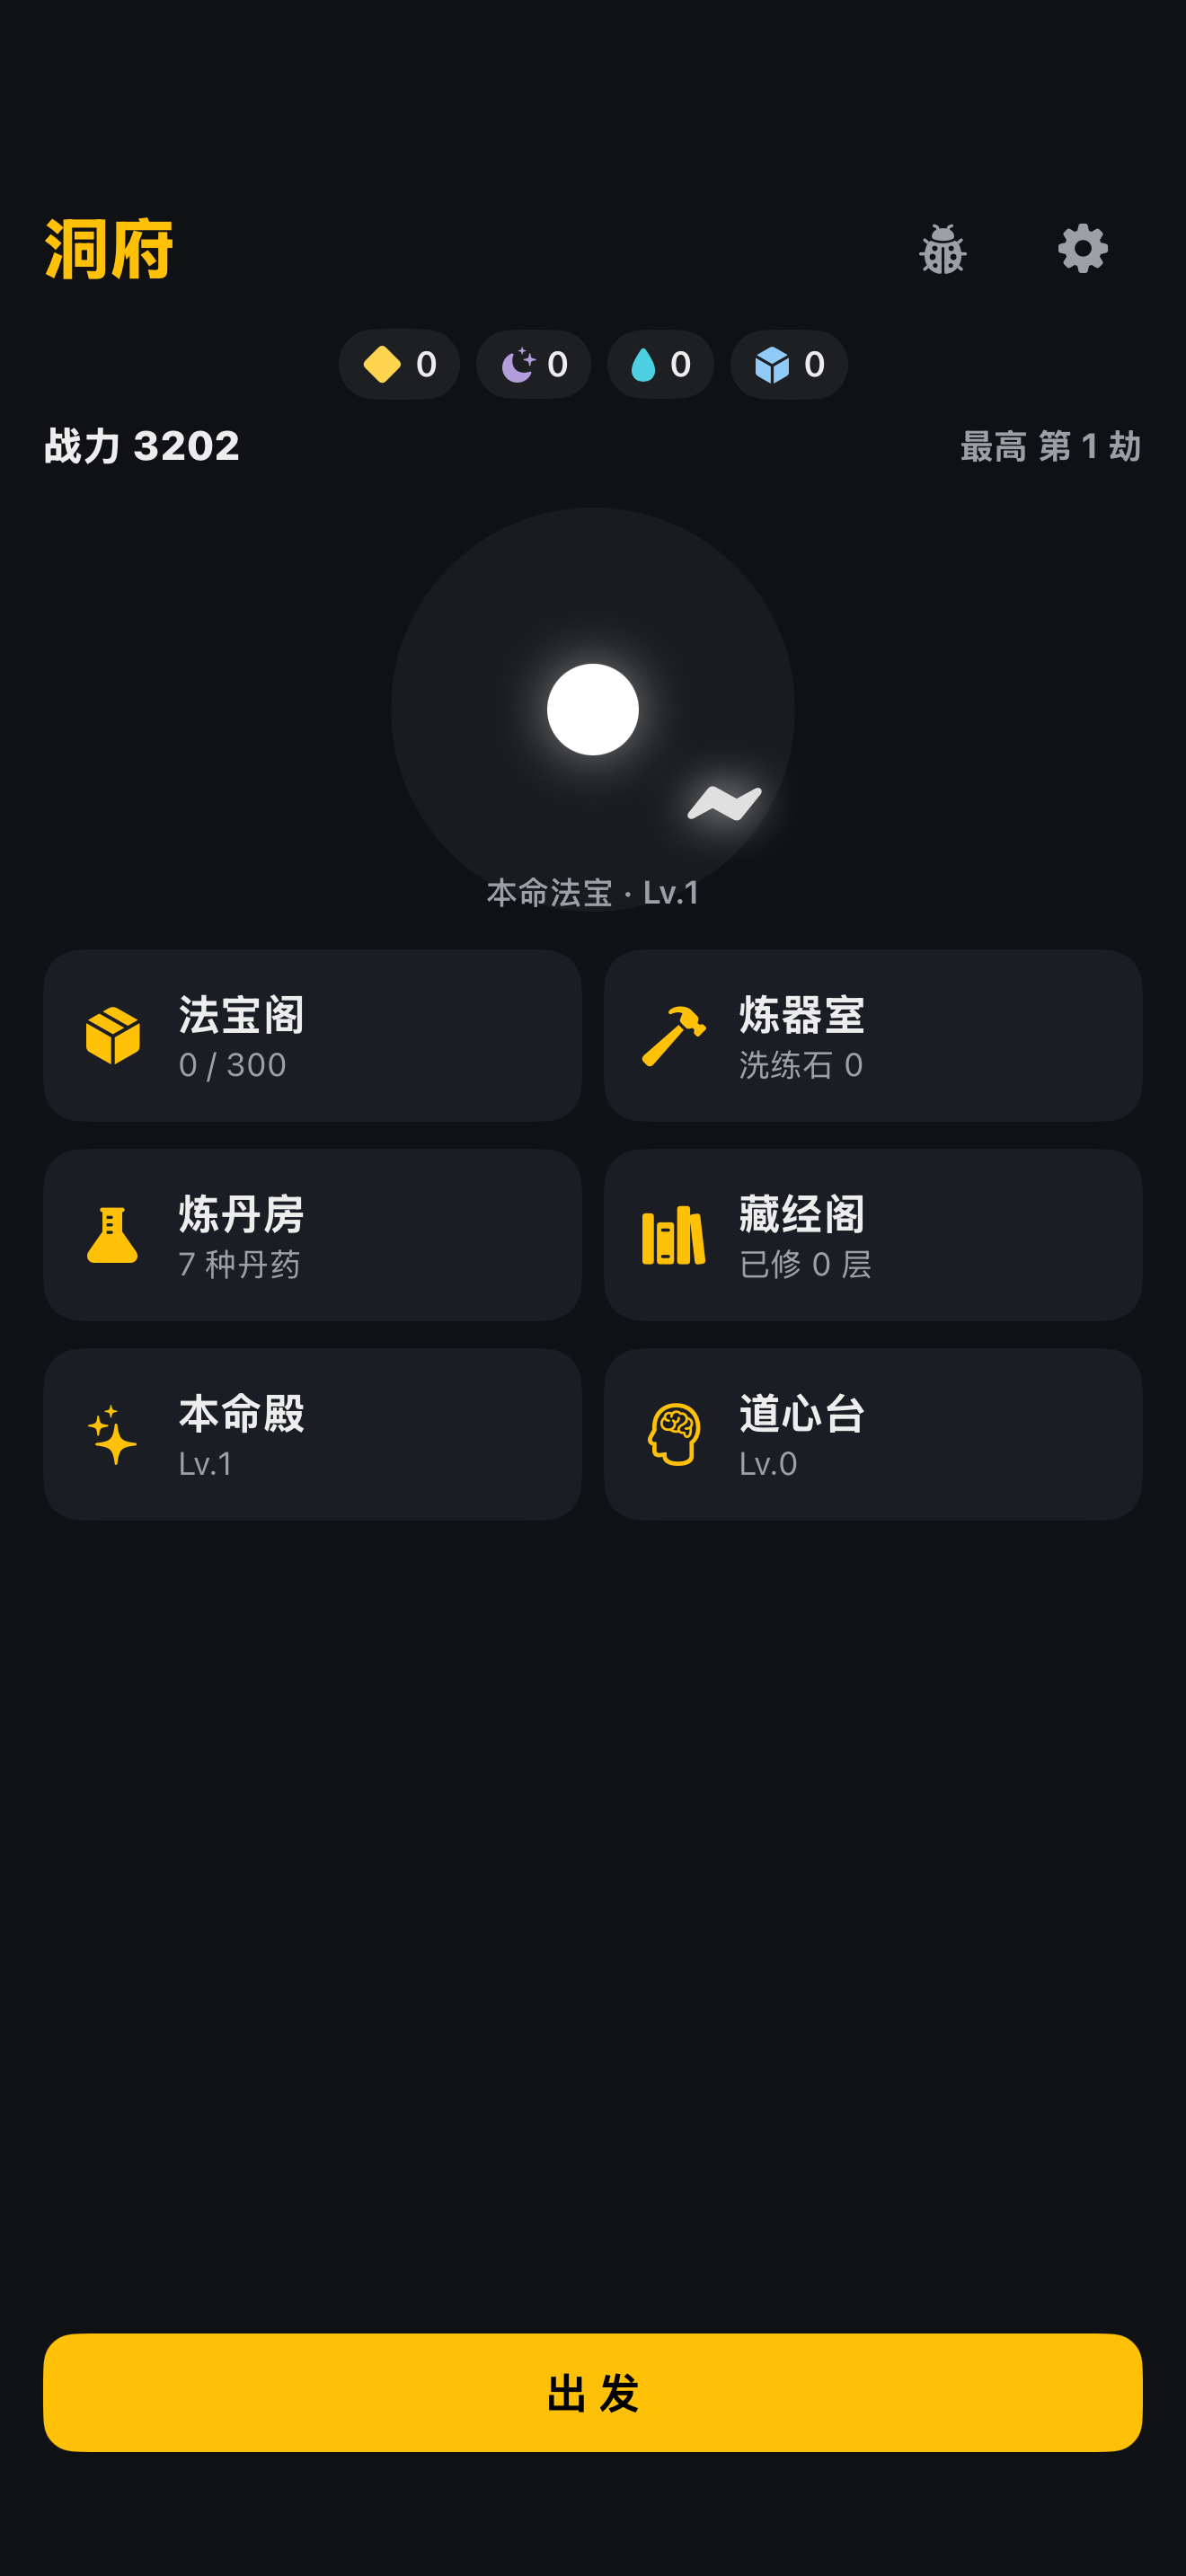 洞府
0 0 0 0
战力 3202 最高 第 1 劫
本命法宝 · Lv.1
法宝阁
0 / 300
炼器室
洗练石 0
炼丹房
7 种丹药
藏经阁
已修 0 层
本命殿
Lv.1
道心台
Lv.0
出 发